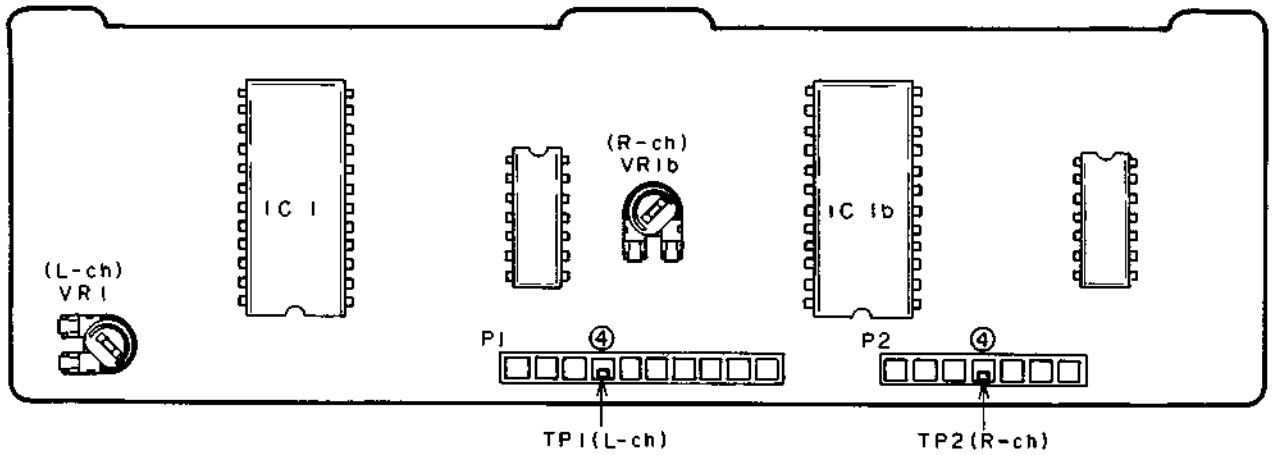 (R-ch)
VR1b
IC 1
IC 1b
(L-ch)
VR1
P1
④
P2
④
TP1(L-ch)
TP2(R-ch)